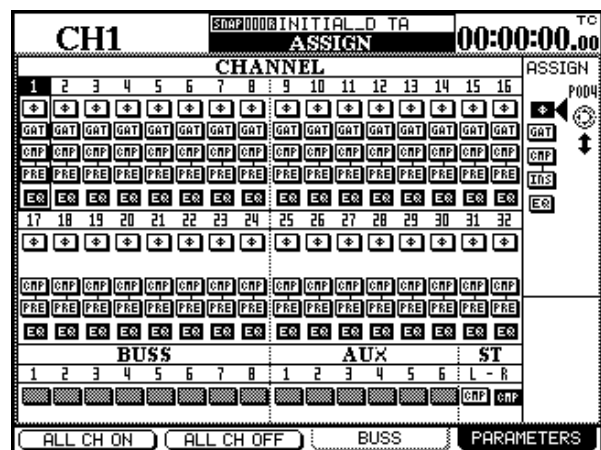 CH1
SNAP 000 INITIAL_D TA
ASSIGN
TC
00:00:00.00
CHANNEL
1 2 3 4 5 6 7 8 9 10 11 12 13 14 15 16
Φ Φ Φ Φ Φ Φ Φ Φ Φ Φ Φ Φ Φ Φ Φ Φ
GAT GAT GAT GAT GAT GAT GAT GAT GAT GAT GAT GAT GAT GAT GAT GAT
CMP CMP CMP CMP CMP CMP CMP CMP CMP CMP CMP CMP CMP CMP CMP CMP
PRE PRE PRE PRE PRE PRE PRE PRE PRE PRE PRE PRE PRE PRE PRE PRE
EQ EQ EQ EQ EQ EQ EQ EQ EQ EQ EQ EQ EQ EQ EQ EQ
17 18 19 20 21 22 23 24 25 26 27 28 29 30 31 32
Φ Φ Φ Φ Φ Φ Φ Φ Φ Φ Φ Φ Φ Φ Φ Φ
CMP CMP CMP CMP CMP CMP CMP CMP CMP CMP CMP CMP CMP CMP CMP CMP
PRE PRE PRE PRE PRE PRE PRE PRE PRE PRE PRE PRE PRE PRE PRE PRE
EQ EQ EQ EQ EQ EQ EQ EQ EQ EQ EQ EQ EQ EQ EQ EQ
BUSS AUX ST
1 2 3 4 5 6 7 8 1 2 3 4 5 6 L - R
CMP CMP
ASSIGN
POD4
Φ
GAT
CMP
INS
EQ
ALL CH ON ALL CH OFF BUSS PARAMETERS